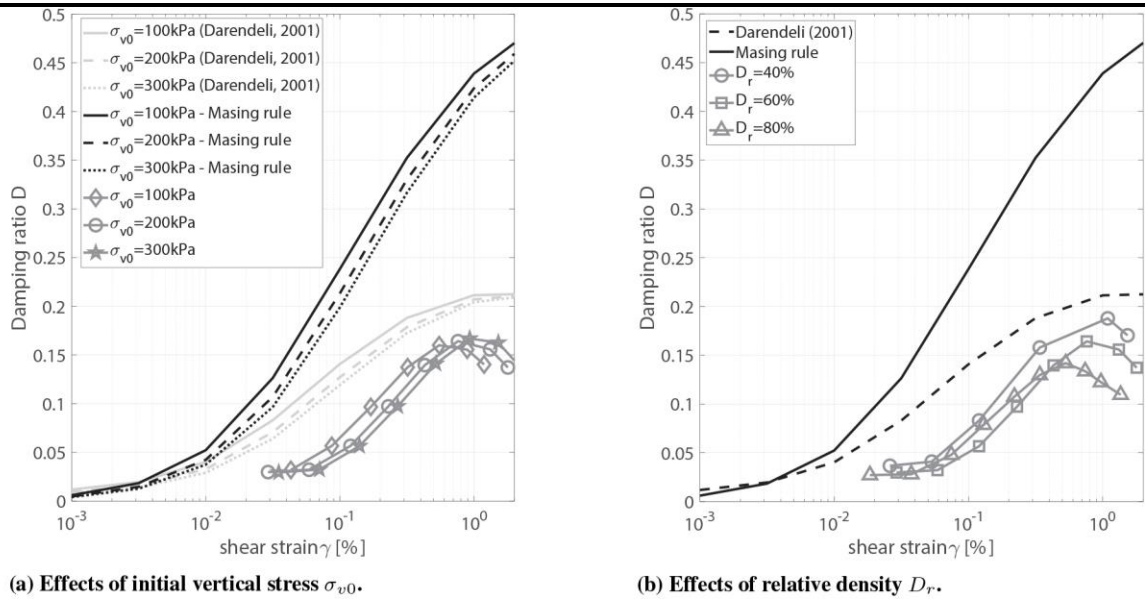 σv0=100kPa (Darendeli, 2001)
σv0=200kPa (Darendeli, 2001)
σv0=300kPa (Darendeli, 2001)
σv0=100kPa - Masing rule
σv0=200kPa - Masing rule
σv0=300kPa - Masing rule
σv0=100kPa
σv0=200kPa
σv0=300kPa
Damping ratio D
0.45
0.4
0.35
0.3
0.25
0.2
0.15
0.1
0.05
0
10^-3
10^-2
10^-1
10^0
shear strain γ [%]
(a) Effects of initial vertical stress σv0.
Darendeli (2001)
Masing rule
Dr=40%
Dr=60%
Dr=80%
Damping ratio D
0.45
0.4
0.35
0.3
0.25
0.2
0.15
0.1
0.05
0
10^-3
10^-2
10^-1
10^0
shear strain γ [%]
(b) Effects of relative density Dr.